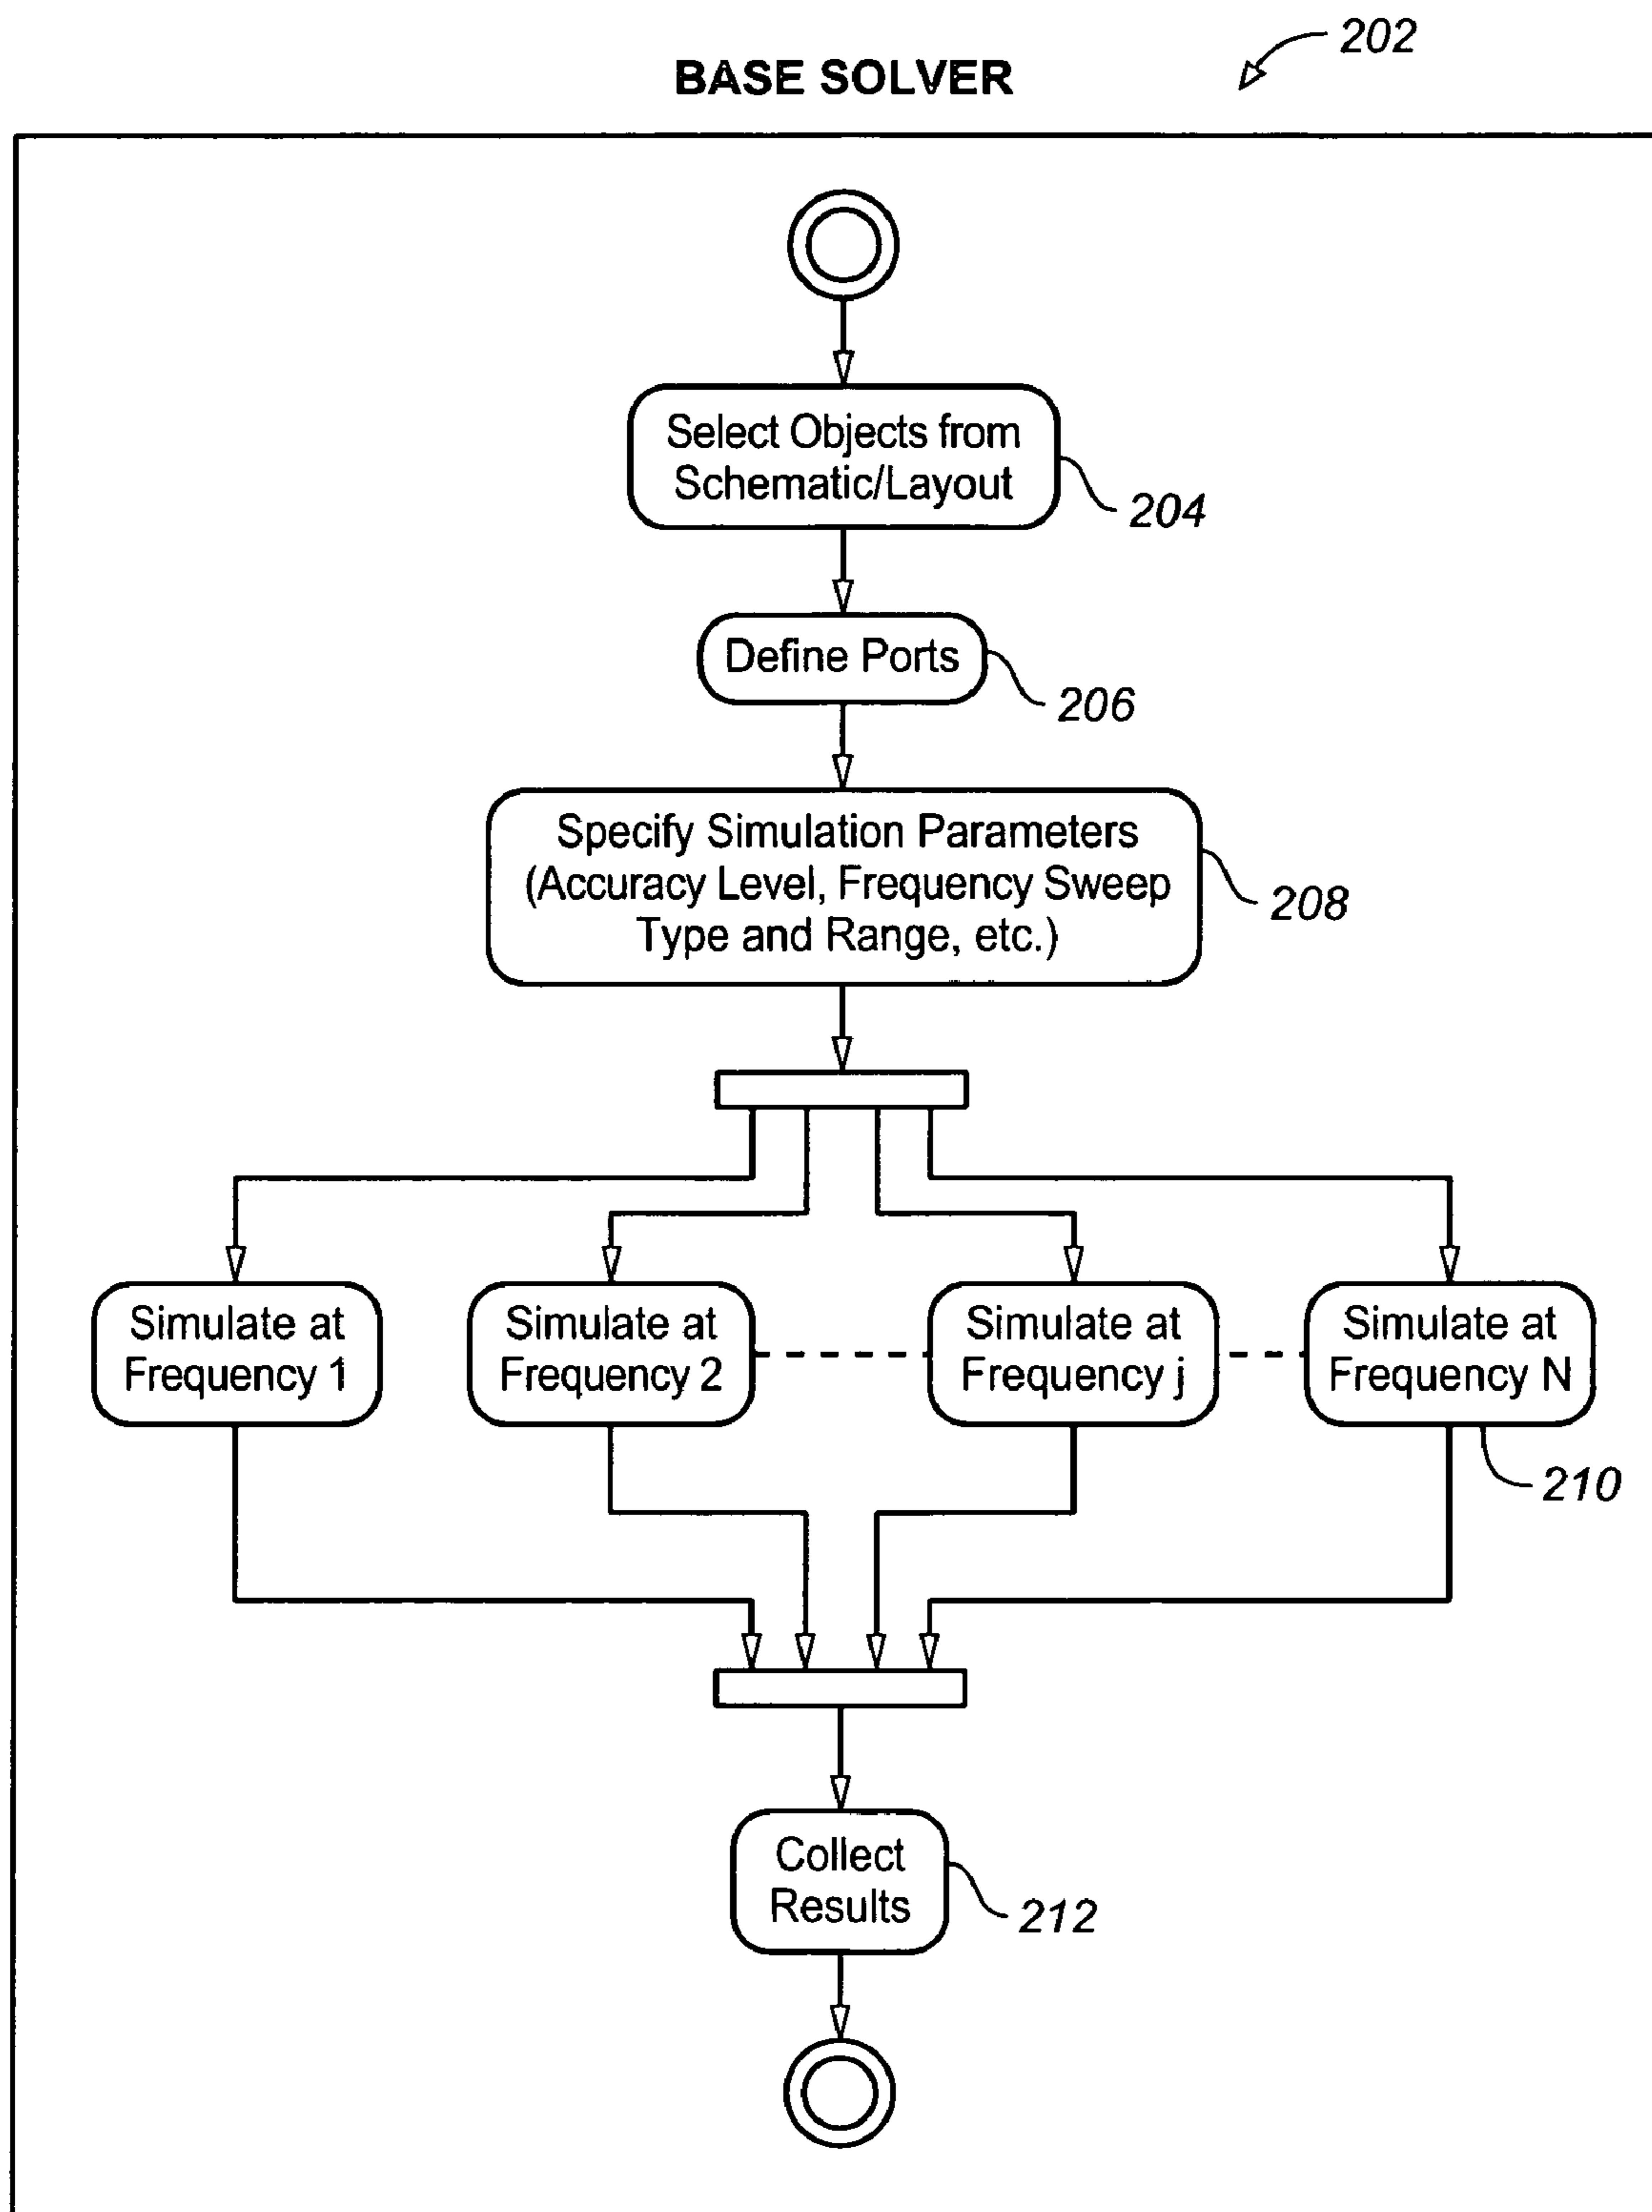 202
BASE SOLVER
Select Objects from
Schematic/Layout
204
Define Ports
206
Specify Simulation Parameters
(Accuracy Level, Frequency Sweep
Type and Range, etc.)
208
Simulate at
Frequency 1
Simulate at
Frequency 2
Simulate at
Frequency j
Simulate at
Frequency N
210
Collect
Results
212